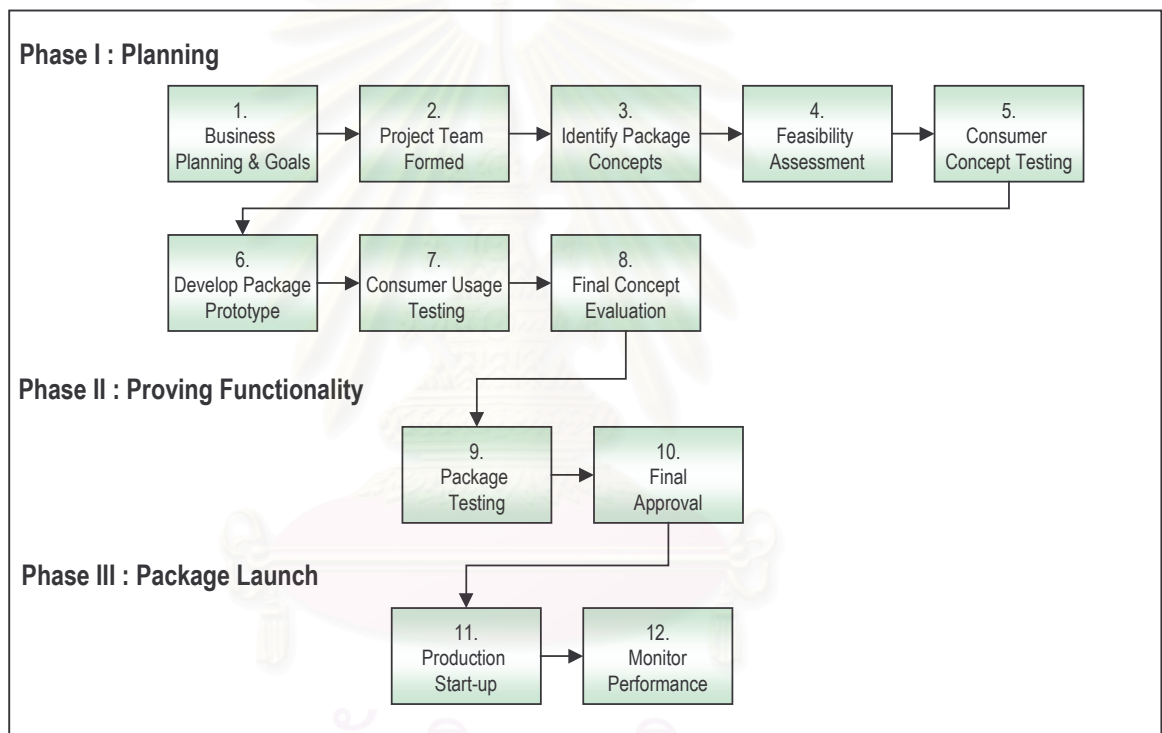 Phase I : Planning
1.
Business
Planning & Goals
2.
Project Team
Formed
3.
Identify Package
Concepts
4.
Feasibility
Assessment
5.
Consumer
Concept Testing
6.
Develop Package
Prototype
7.
Consumer Usage
Testing
8.
Final Concept
Evaluation
Phase II : Proving Functionality
9.
Package
Testing
10.
Final
Approval
Phase III : Package Launch
11.
Production
Start-up
12.
Monitor
Performance